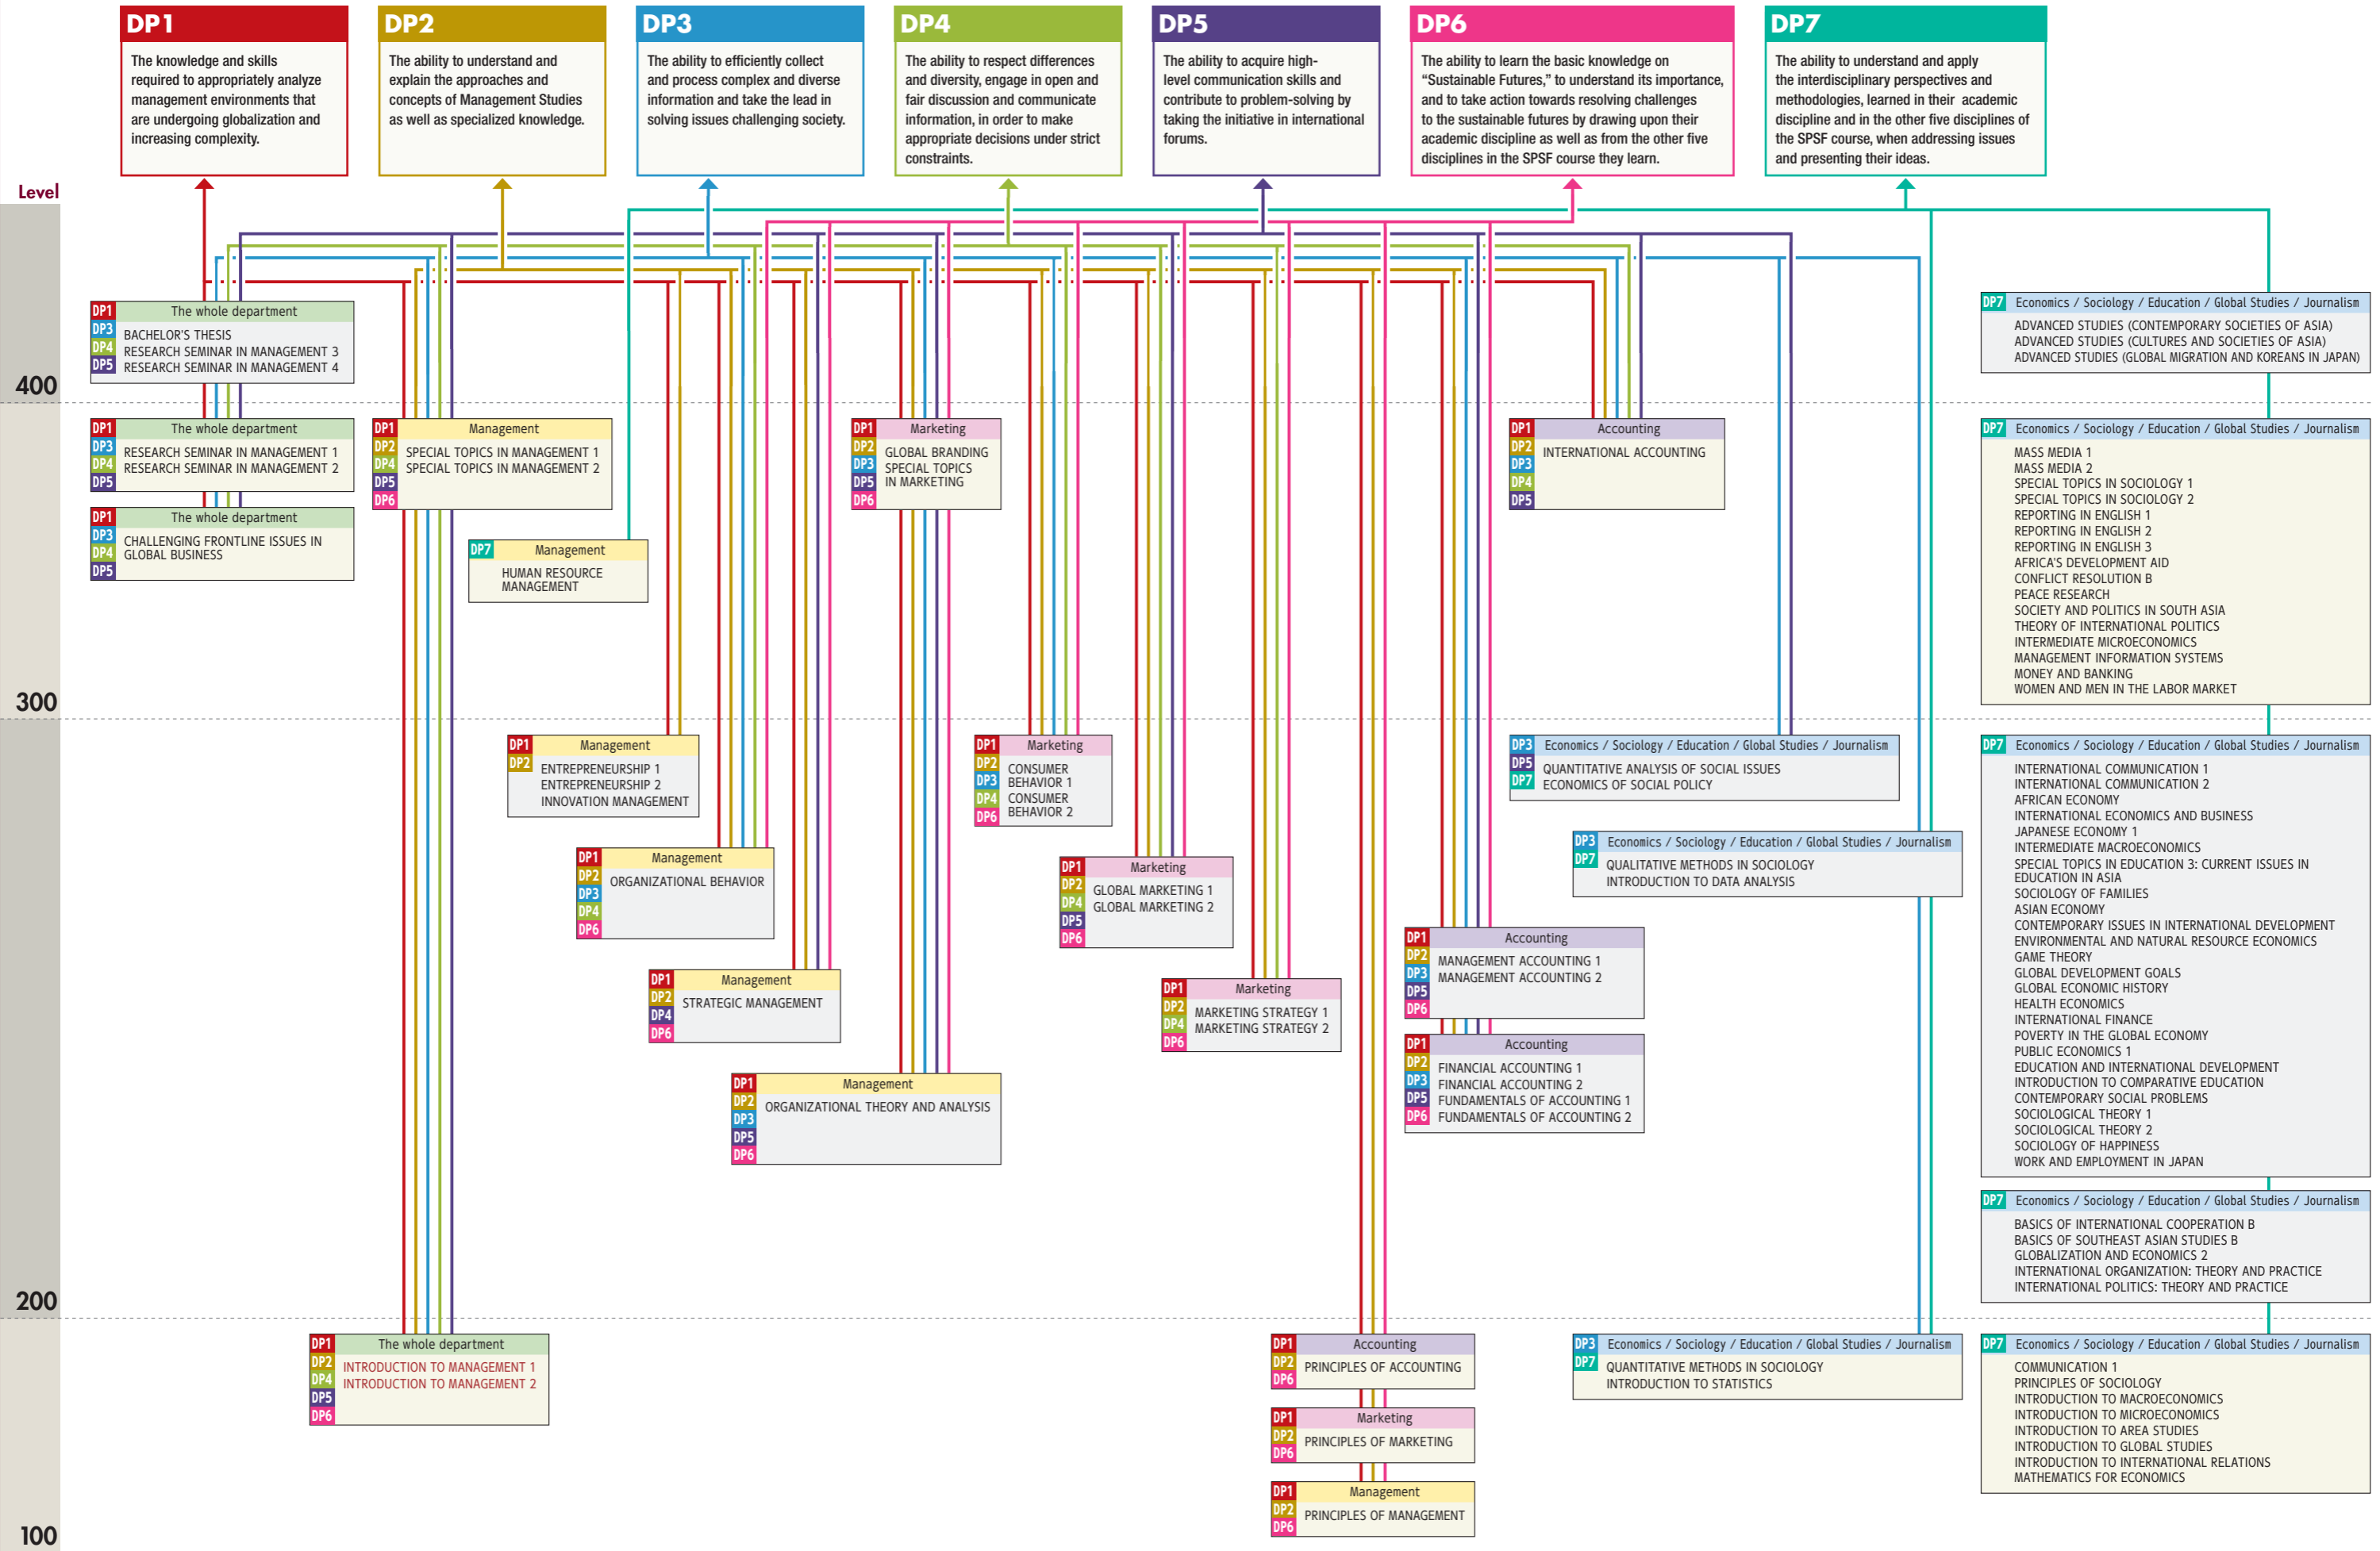 DP1
The knowledge and skills
required to appropriately analyze
management environments that
are undergoing globalization and
increasing complexity.
DP2
The ability to understand and
explain the approaches and
concepts of Management Studies
as well as specialized knowledge.
DP3
The ability to efficiently collect
and process complex and diverse
information and take the lead in
solving issues challenging society.
DP4
The ability to respect differences
and diversity, engage in open and
fair discussion and communicate
information, in order to make
appropriate decisions under strict
constraints.
DP5
The ability to acquire high-
level communication skills and
contribute to problem-solving by
taking the initiative in international
forums.
DP6
The ability to learn the basic knowledge on
“Sustainable Futures,” to understand its importance,
and to take action towards resolving challenges
to the sustainable futures by drawing upon their
academic discipline as well as from the other five
disciplines in the SPSF course they learn.
DP7
The ability to understand and apply
the interdisciplinary perspectives and
methodologies, learned in their academic
discipline and in the other five disciplines of
the SPSF course, when addressing issues
and presenting their ideas.
Level
DP1 The whole department
DP3
BACHELOR'S THESIS
DP4
RESEARCH SEMINAR IN MANAGEMENT 3
DP5
RESEARCH SEMINAR IN MANAGEMENT 4
DP7 Economics / Sociology / Education / Global Studies / Journalism
ADVANCED STUDIES (CONTEMPORARY SOCIETIES OF ASIA)
ADVANCED STUDIES (CULTURES AND SOCIETIES OF ASIA)
ADVANCED STUDIES (GLOBAL MIGRATION AND KOREANS IN JAPAN)
400
DP1 The whole department
DP3
RESEARCH SEMINAR IN MANAGEMENT 1
DP4
RESEARCH SEMINAR IN MANAGEMENT 2
DP5
DP1 The whole department
DP3
CHALLENGING FRONTLINE ISSUES IN
DP4
GLOBAL BUSINESS
DP5
DP1 Management
DP2
SPECIAL TOPICS IN MANAGEMENT 1
DP4
SPECIAL TOPICS IN MANAGEMENT 2
DP5
DP6
DP7 Management
HUMAN RESOURCE
MANAGEMENT
DP1 Marketing
DP2
GLOBAL BRANDING
DP3
SPECIAL TOPICS
DP5
IN MARKETING
DP6
DP1 Accounting
DP2
INTERNATIONAL ACCOUNTING
DP3
DP4
DP5
DP7 Economics / Sociology / Education / Global Studies / Journalism
MASS MEDIA 1
MASS MEDIA 2
SPECIAL TOPICS IN SOCIOLOGY 1
SPECIAL TOPICS IN SOCIOLOGY 2
REPORTING IN ENGLISH 1
REPORTING IN ENGLISH 2
REPORTING IN ENGLISH 3
AFRICA'S DEVELOPMENT AID
CONFLICT RESOLUTION B
PEACE RESEARCH
SOCIETY AND POLITICS IN SOUTH ASIA
THEORY OF INTERNATIONAL POLITICS
INTERMEDIATE MICROECONOMICS
MANAGEMENT INFORMATION SYSTEMS
MONEY AND BANKING
WOMEN AND MEN IN THE LABOR MARKET
300
DP1 Management
DP2
ENTREPRENEURSHIP 1
ENTREPRENEURSHIP 2
INNOVATION MANAGEMENT
DP1 Management
DP2
ORGANIZATIONAL BEHAVIOR
DP3
DP4
DP6
DP1 Management
DP2
STRATEGIC MANAGEMENT
DP4
DP6
DP1 Management
DP2
ORGANIZATIONAL THEORY AND ANALYSIS
DP3
DP5
DP6
DP1 Marketing
DP2
CONSUMER
DP3
BEHAVIOR 1
DP4
CONSUMER
BEHAVIOR 2
DP6
DP1 Marketing
DP2
GLOBAL MARKETING 1
DP4
GLOBAL MARKETING 2
DP5
DP6
DP1 Marketing
DP2
MARKETING STRATEGY 1
DP4
MARKETING STRATEGY 2
DP6
DP3 Economics / Sociology / Education / Global Studies / Journalism
DP5
QUANTITATIVE ANALYSIS OF SOCIAL ISSUES
DP7
ECONOMICS OF SOCIAL POLICY
DP3 Economics / Sociology / Education / Global Studies / Journalism
DP7
QUALITATIVE METHODS IN SOCIOLOGY
INTRODUCTION TO DATA ANALYSIS
DP1 Accounting
DP2
MANAGEMENT ACCOUNTING 1
DP3
MANAGEMENT ACCOUNTING 2
DP5
DP6
DP1 Accounting
DP2
FINANCIAL ACCOUNTING 1
DP3
FINANCIAL ACCOUNTING 2
DP5
FUNDAMENTALS OF ACCOUNTING 1
DP6
FUNDAMENTALS OF ACCOUNTING 2
DP7 Economics / Sociology / Education / Global Studies / Journalism
INTERNATIONAL COMMUNICATION 1
INTERNATIONAL COMMUNICATION 2
AFRICAN ECONOMY
INTERNATIONAL ECONOMICS AND BUSINESS
JAPANESE ECONOMY 1
INTERMEDIATE MACROECONOMICS
SPECIAL TOPICS IN EDUCATION 3: CURRENT ISSUES IN
EDUCATION IN ASIA
SOCIOLOGY OF FAMILIES
ASIAN ECONOMY
CONTEMPORARY ISSUES IN INTERNATIONAL DEVELOPMENT
ENVIRONMENTAL AND NATURAL RESOURCE ECONOMICS
GAME THEORY
GLOBAL DEVELOPMENT GOALS
GLOBAL ECONOMIC HISTORY
HEALTH ECONOMICS
INTERNATIONAL FINANCE
POVERTY IN THE GLOBAL ECONOMY
PUBLIC ECONOMICS 1
EDUCATION AND INTERNATIONAL DEVELOPMENT
INTRODUCTION TO COMPARATIVE EDUCATION
CONTEMPORARY SOCIAL PROBLEMS
SOCIOLOGICAL THEORY 1
SOCIOLOGICAL THEORY 2
SOCIOLOGY OF HAPPINESS
WORK AND EMPLOYMENT IN JAPAN
DP7 Economics / Sociology / Education / Global Studies / Journalism
BASICS OF INTERNATIONAL COOPERATION B
BASICS OF SOUTHEAST ASIAN STUDIES B
GLOBALIZATION AND ECONOMICS 2
INTERNATIONAL ORGANIZATION: THEORY AND PRACTICE
INTERNATIONAL POLITICS: THEORY AND PRACTICE
200
DP1 The whole department
DP2
INTRODUCTION TO MANAGEMENT 1
DP4
INTRODUCTION TO MANAGEMENT 2
DP5
DP6
DP1 Accounting
DP2
PRINCIPLES OF ACCOUNTING
DP6
DP1 Marketing
DP2
PRINCIPLES OF MARKETING
DP6
DP1 Management
DP2
PRINCIPLES OF MANAGEMENT
DP6
DP3 Economics / Sociology / Education / Global Studies / Journalism
DP7
QUANTITATIVE METHODS IN SOCIOLOGY
INTRODUCTION TO STATISTICS
DP7 Economics / Sociology / Education / Global Studies / Journalism
COMMUNICATION 1
PRINCIPLES OF SOCIOLOGY
INTRODUCTION TO MACROECONOMICS
INTRODUCTION TO MICROECONOMICS
INTRODUCTION TO AREA STUDIES
INTRODUCTION TO GLOBAL STUDIES
INTRODUCTION TO INTERNATIONAL RELATIONS
MATHEMATICS FOR ECONOMICS
100